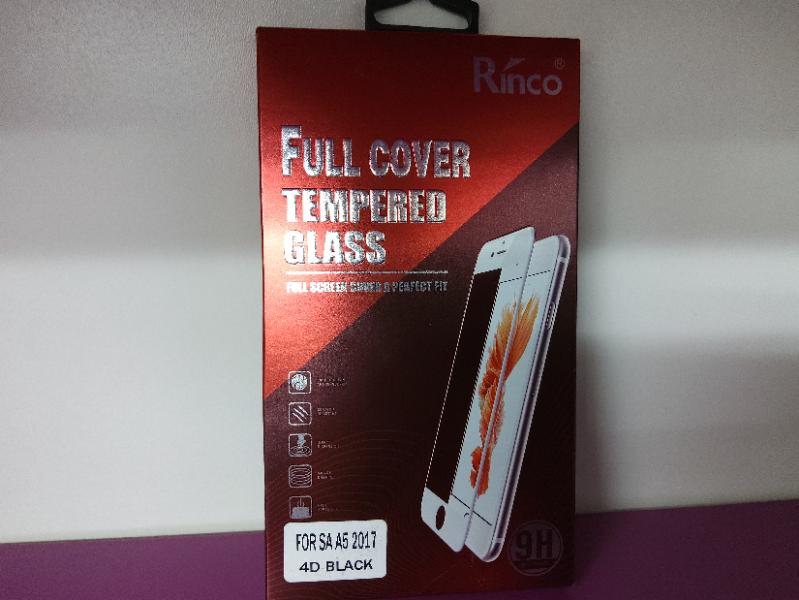 Rinco®
FULL COVER
TEMPERED
GLASS
FULL SCREEN COVER & PERFECT FIT
FOR SA A5 2017
4D BLACK
9H